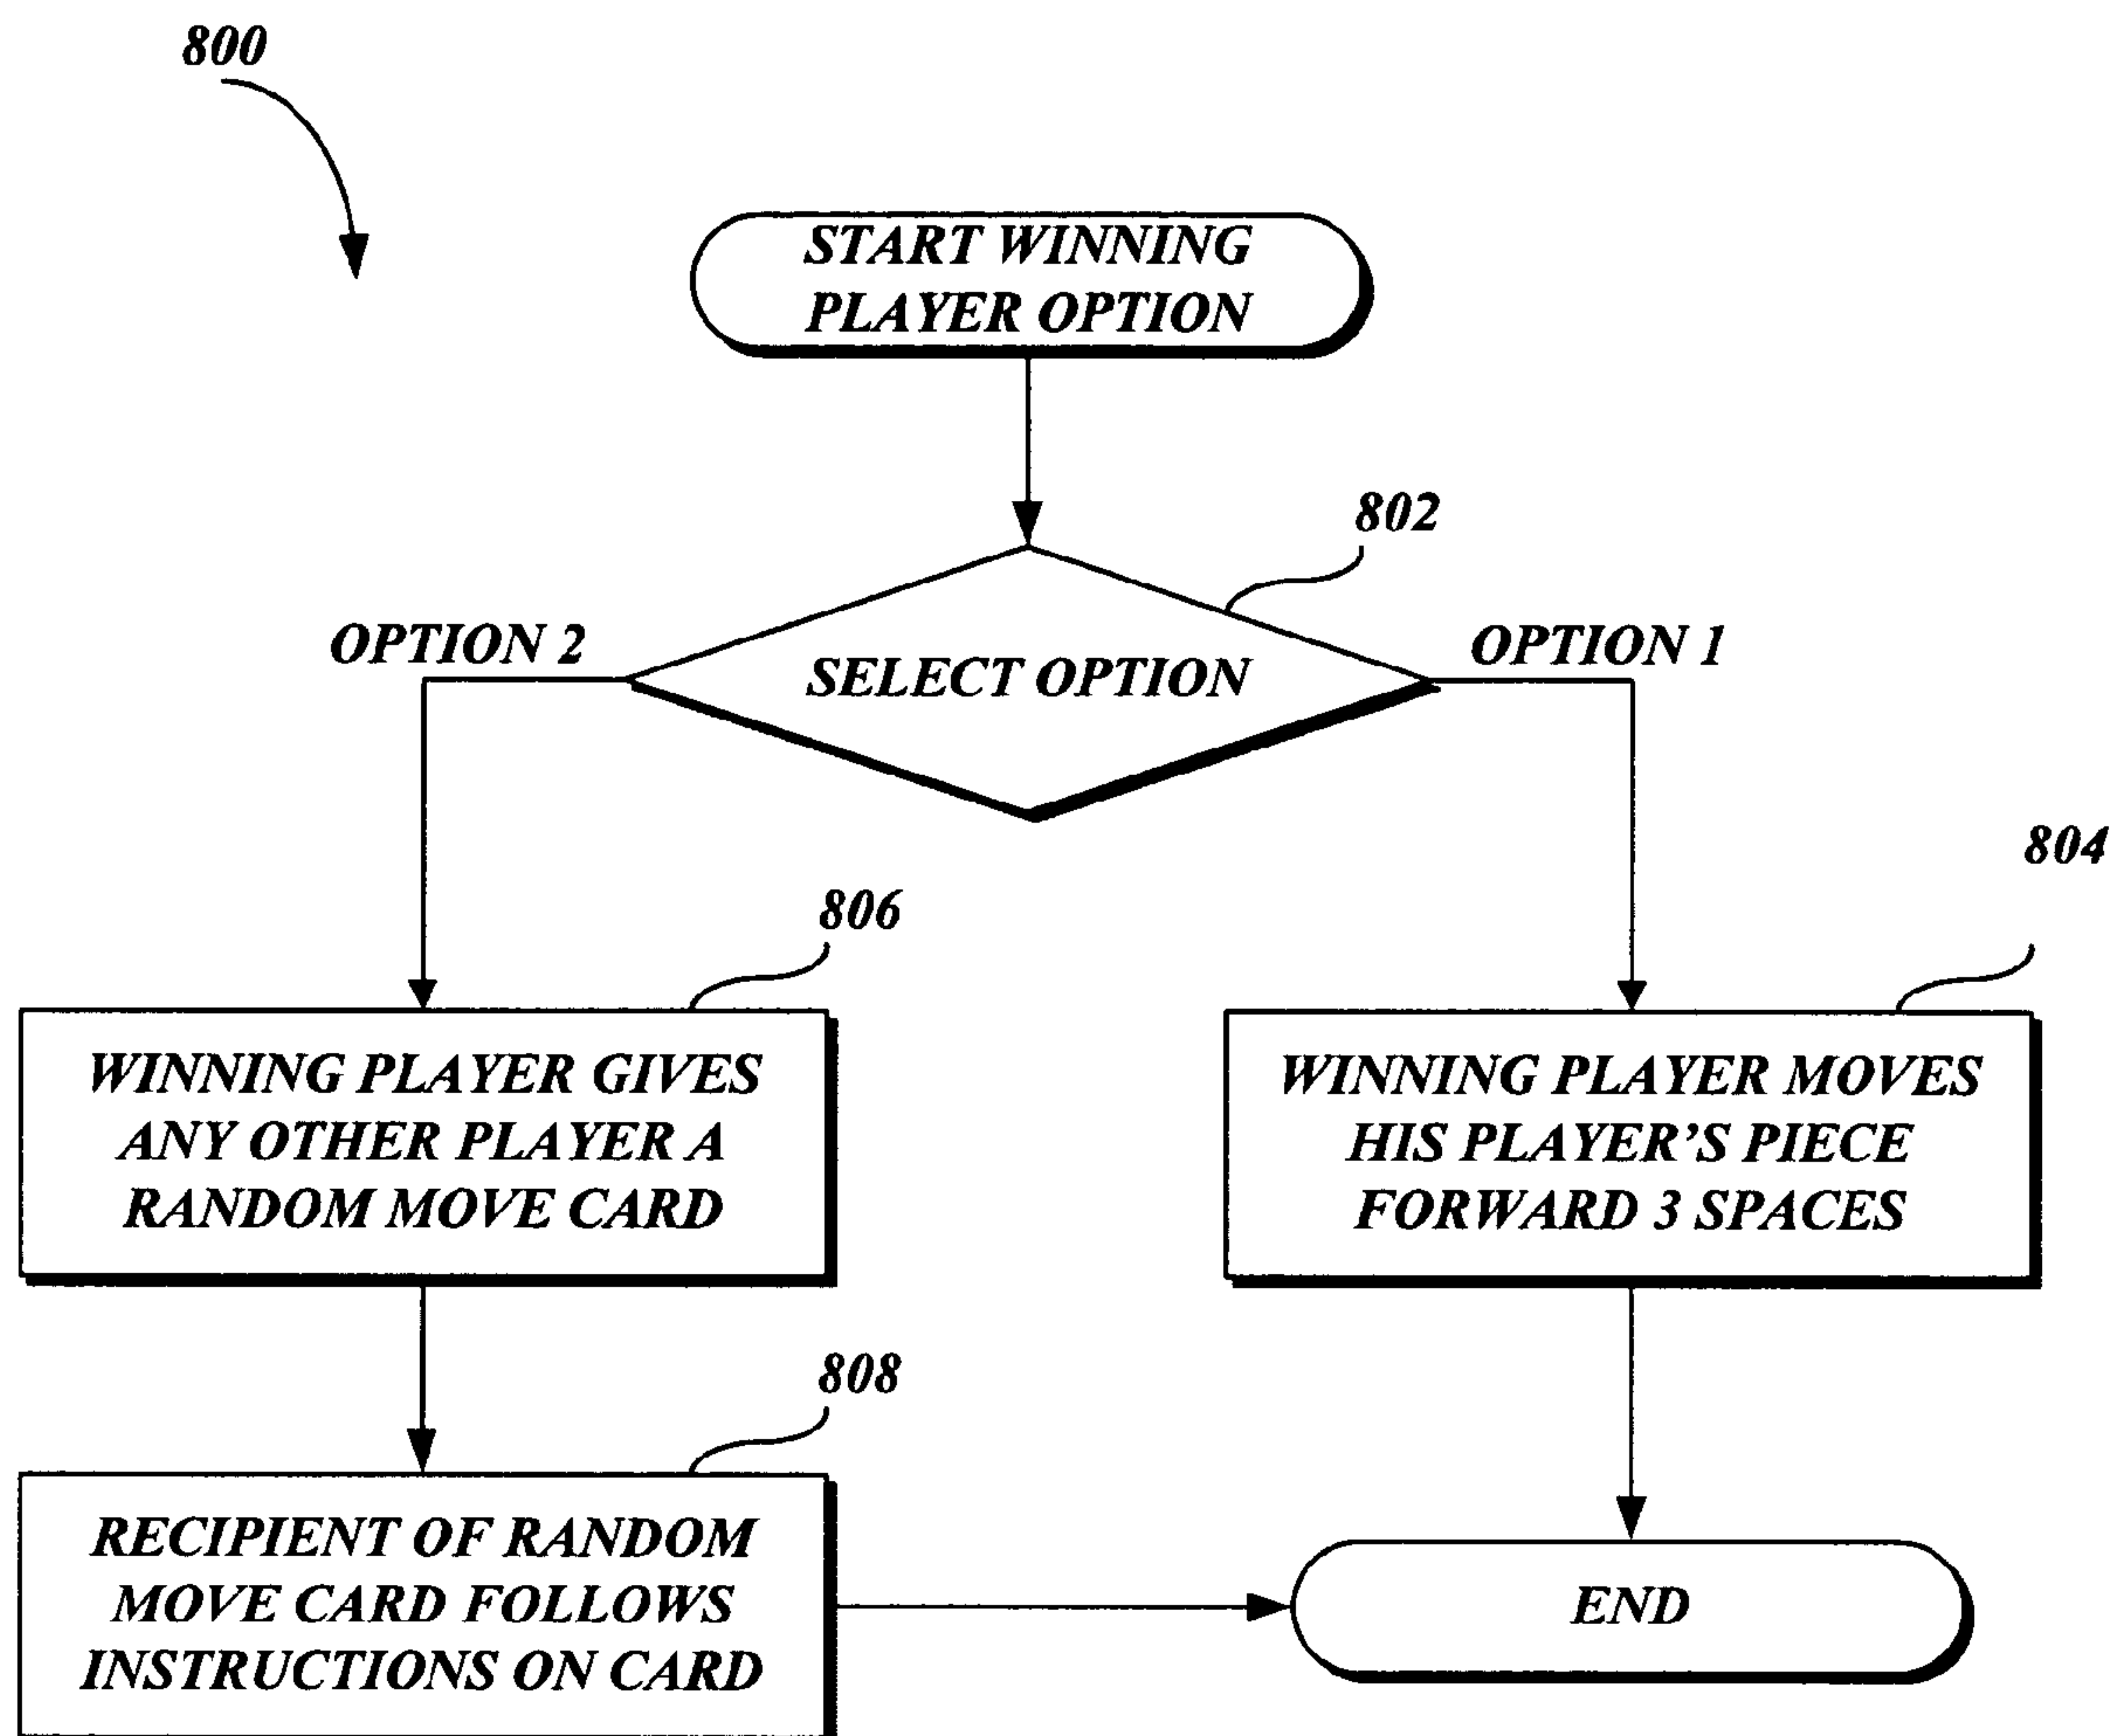 800
START WINNING
PLAYER OPTION
802
OPTION 2
SELECT OPTION
OPTION 1
804
806
WINNING PLAYER GIVES
ANY OTHER PLAYER A
RANDOM MOVE CARD
WINNING PLAYER MOVES
HIS PLAYER'S PIECE
FORWARD 3 SPACES
808
RECIPIENT OF RANDOM
MOVE CARD FOLLOWS
INSTRUCTIONS ON CARD
END